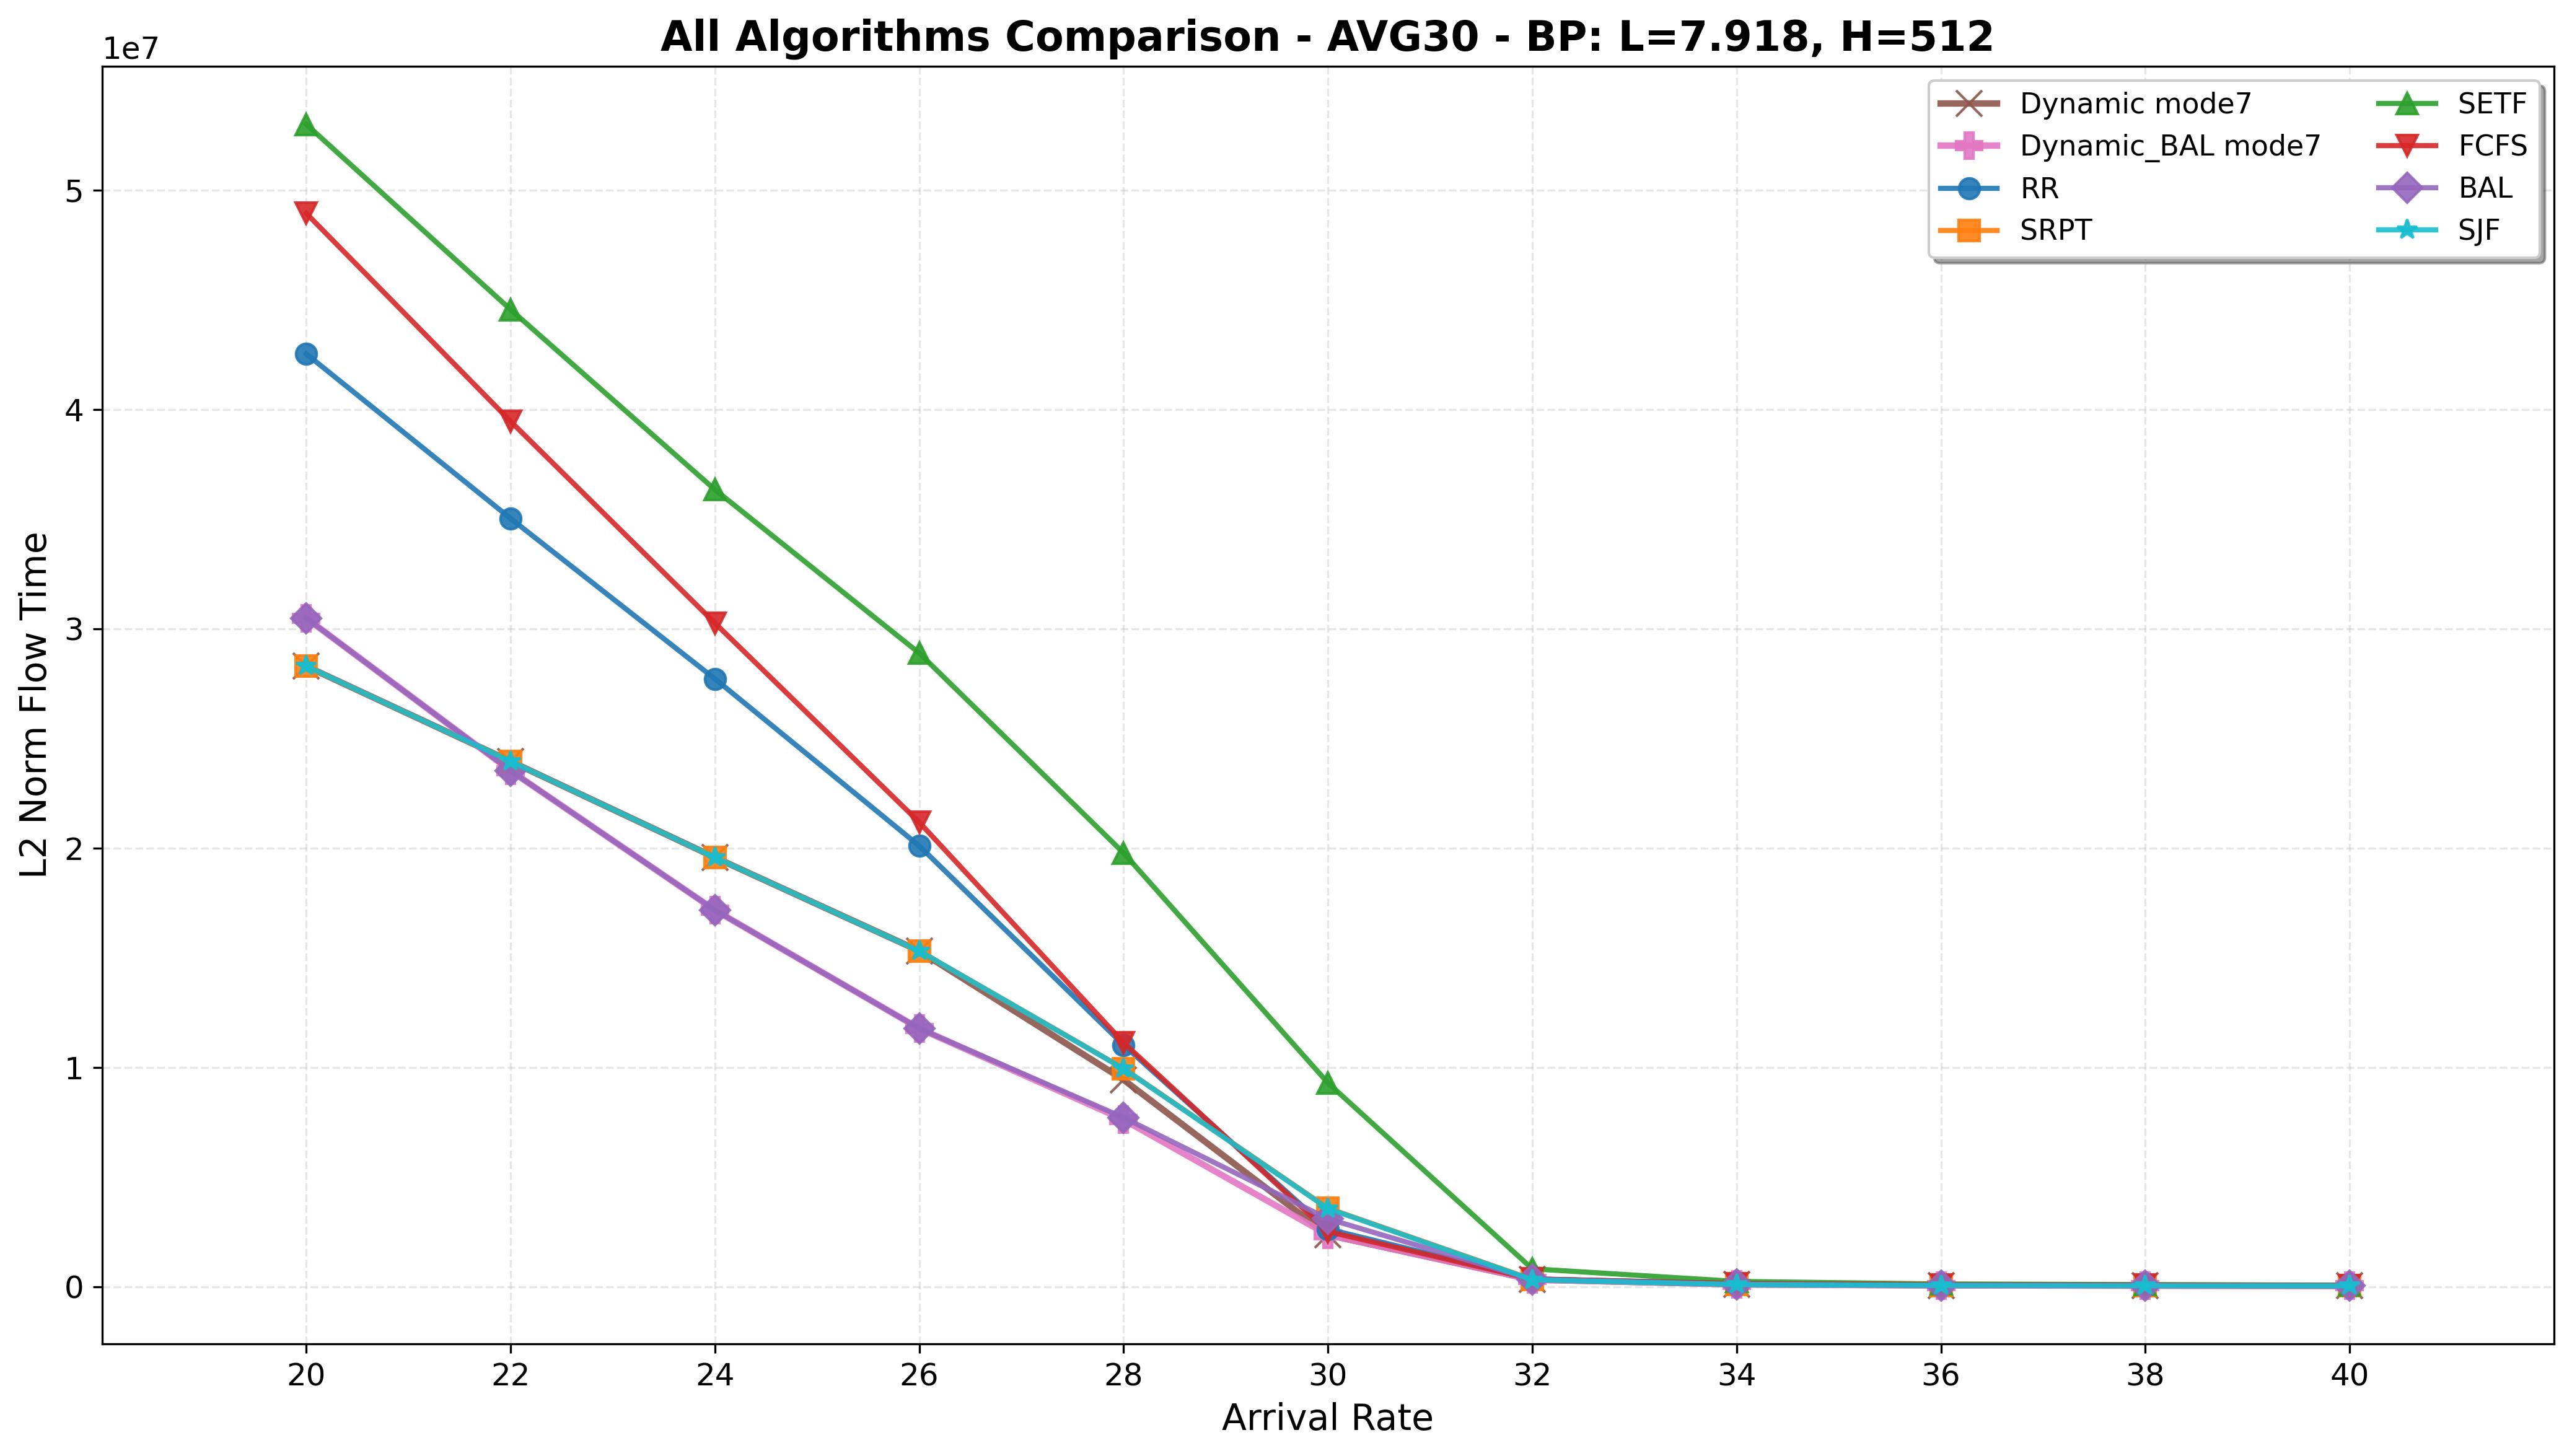 All Algorithms Comparison - AVG30 - BP: L=7.918, H=512
1e7
Dynamic mode7
Dynamic_BAL mode7
RR
SRPT
SETF
FCFS
BAL
SJF
L2 Norm Flow Time
5
4
3
2
1
0
20 22 24 26 28 30 32 34 36 38 40
Arrival Rate